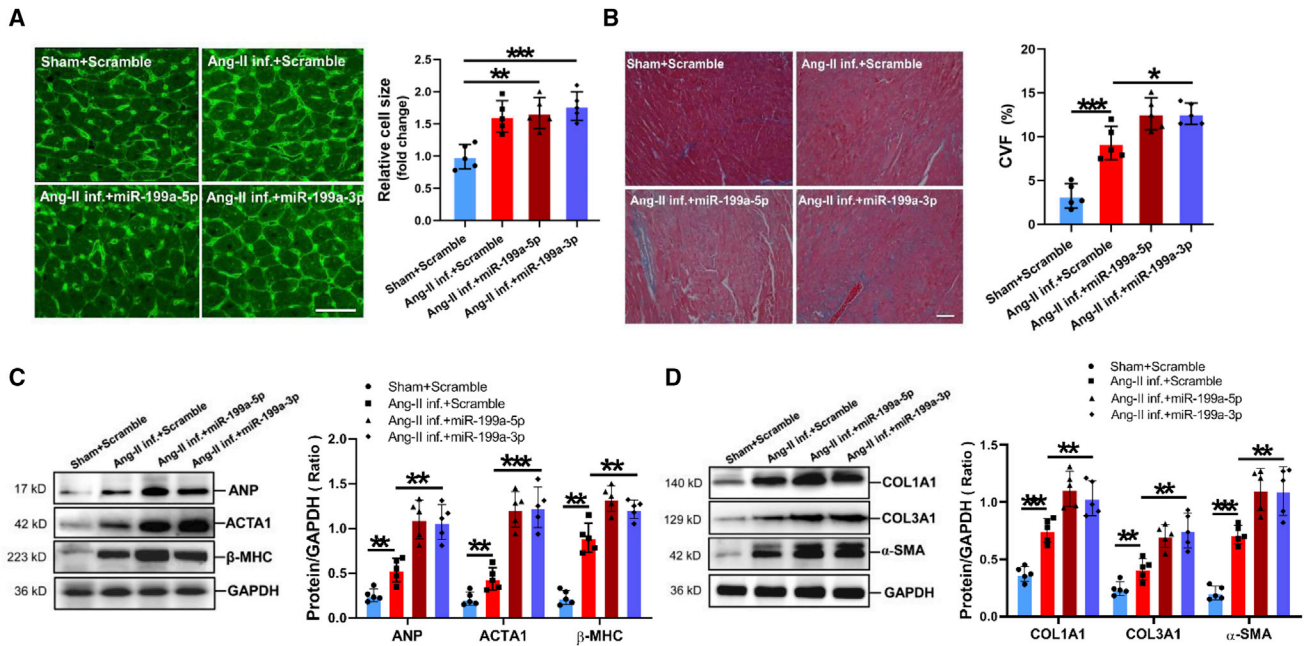 A
Sham+Scramble
Ang-II inf.+Scramble
Ang-II inf.+miR-199a-5p
Ang-II inf.+miR-199a-3p
Relative cell size
(fold change)
2.5
2.0
1.5
1.0
0.5
0.0
**
***
Sham+Scramble
Ang-II inf.+Scramble
Ang-II inf.+miR-199a-5p
Ang-II inf.+miR-199a-3p
B
Sham+Scramble
Ang-II inf.+Scramble
Ang-II inf.+miR-199a-5p
Ang-II inf.+miR-199a-3p
CVF (%)
20
15
10
5
0
***
*
Sham+Scramble
Ang-II inf.+Scramble
Ang-II inf.+miR-199a-5p
Ang-II inf.+miR-199a-3p
C
Sham+Scramble
Ang-II inf.+Scramble
Ang-II inf.+miR-199a-5p
Ang-II inf.+miR-199a-3p
17 kD
ANP
42 kD
ACTA1
223 kD
β-MHC
36 kD
GAPDH
Sham+Scramble
Ang-II inf.+Scramble
Ang-II inf.+miR-199a-5p
Ang-II inf.+miR-199a-3p
Protein/GAPDH ( Ratio )
2.0
1.5
1.0
0.5
0.0
**
**
**
***
**
**
ANP
ACTA1
β-MHC
D
Sham+Scramble
Ang-II inf.+Scramble
Ang-II inf.+miR-199a-5p
Ang-II inf.+miR-199a-3p
140 kD
COL1A1
129 kD
COL3A1
42 kD
α-SMA
36 kD
GAPDH
Sham+Scramble
Ang-II inf.+Scramble
Ang-II inf.+miR-199a-5p
Ang-II inf.+miR-199a-3p
Protein/GAPDH ( Ratio )
1.5
1.0
0.5
0.0
***
**
**
**
***
**
COL1A1
COL3A1
α-SMA